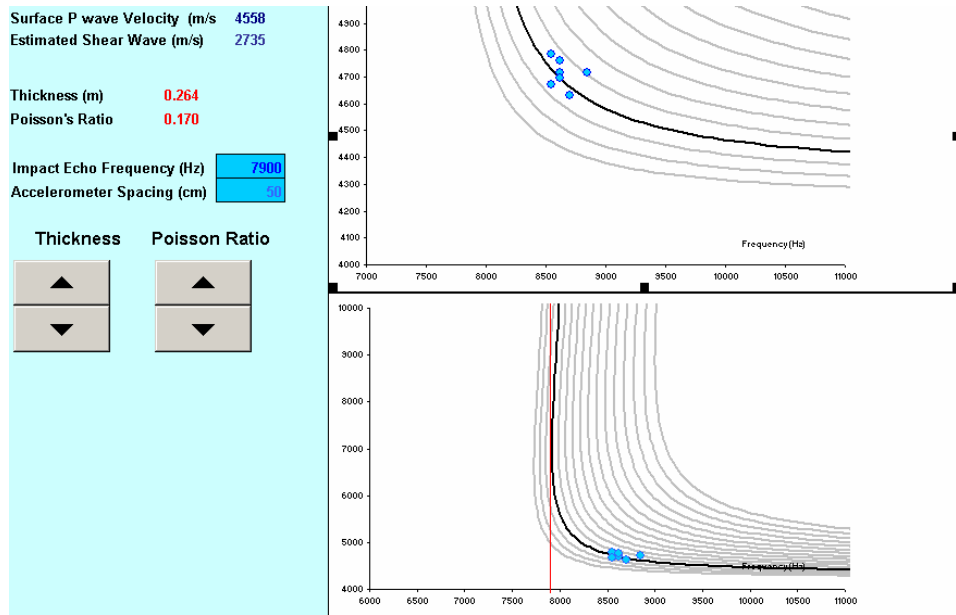 Surface P wave Velocity (m/s 4558
Estimated Shear Wave (m/s) 2735
Thickness (m) 0.264
Poisson's Ratio 0.170
Impact Echo Frequency (Hz) 7900
Accelerometer Spacing (cm) 50
Thickness Poisson Ratio
4300
4800
4700
4600
4500
4400
4300
4200
4100
4000
Frequency(Hz)
7000 7500 8000 8500 9000 9500 10000 10500 11000
10000
9000
8000
7000
6000
5000
4000
Frequency(Hz)
6000 6500 7000 7500 8000 8500 9000 9500 10000 10500 11000